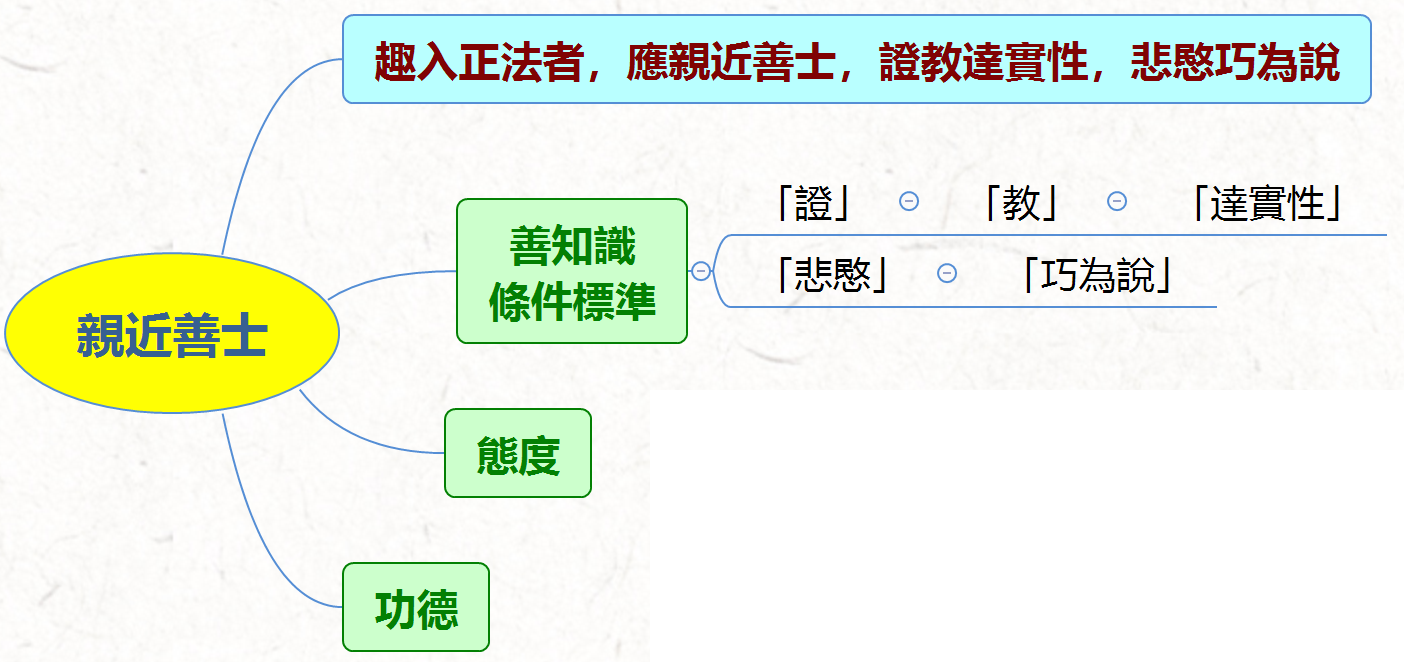 趣入正法者，應親近善士，證教達實性，悲愍巧為說
「證」 「教」 「達實性」
善知識
條件標準
「悲愍」 「巧為說」
親近善士
態度
功德